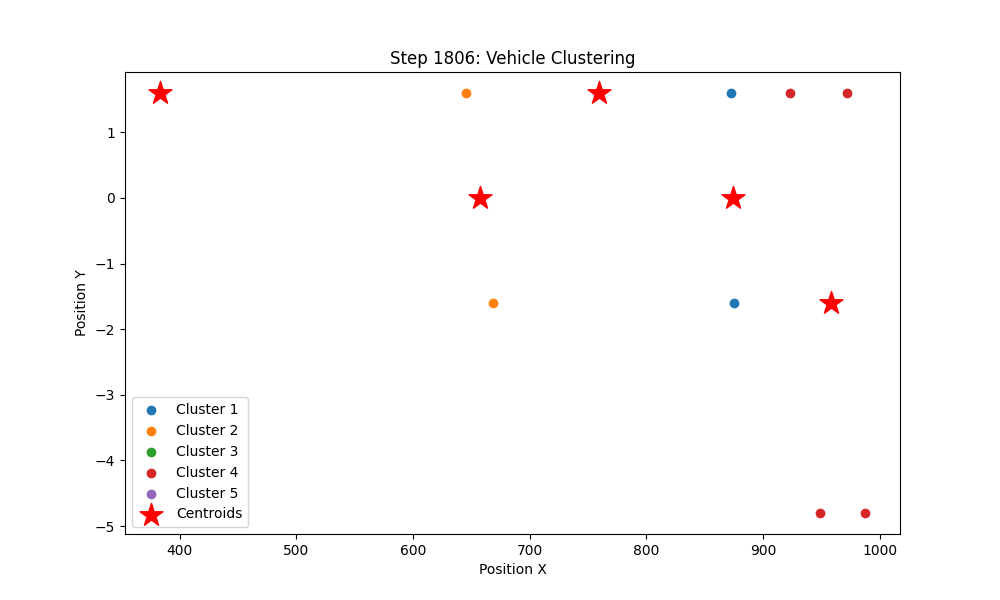 Step 1806: Vehicle Clustering
Position Y
1
0
−1
−2
−3
−4
−5
Cluster 1
Cluster 2
Cluster 3
Cluster 4
Cluster 5
Centroids
400 500 600 700 800 900 1000
Position X